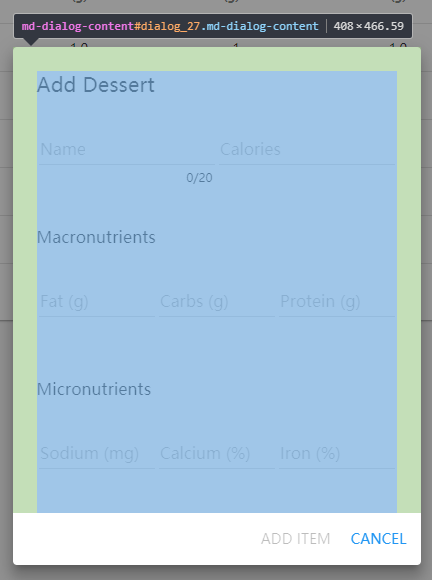 md-dialog-content#dialog_27.md-dialog-content | 408×466.59
Add Dessert
Name Calories
0/20
Macronutrients
Fat (g) Carbs (g) Protein (g)
Micronutrients
Sodium (mg) Calcium (%) Iron (%)
ADD ITEM CANCEL